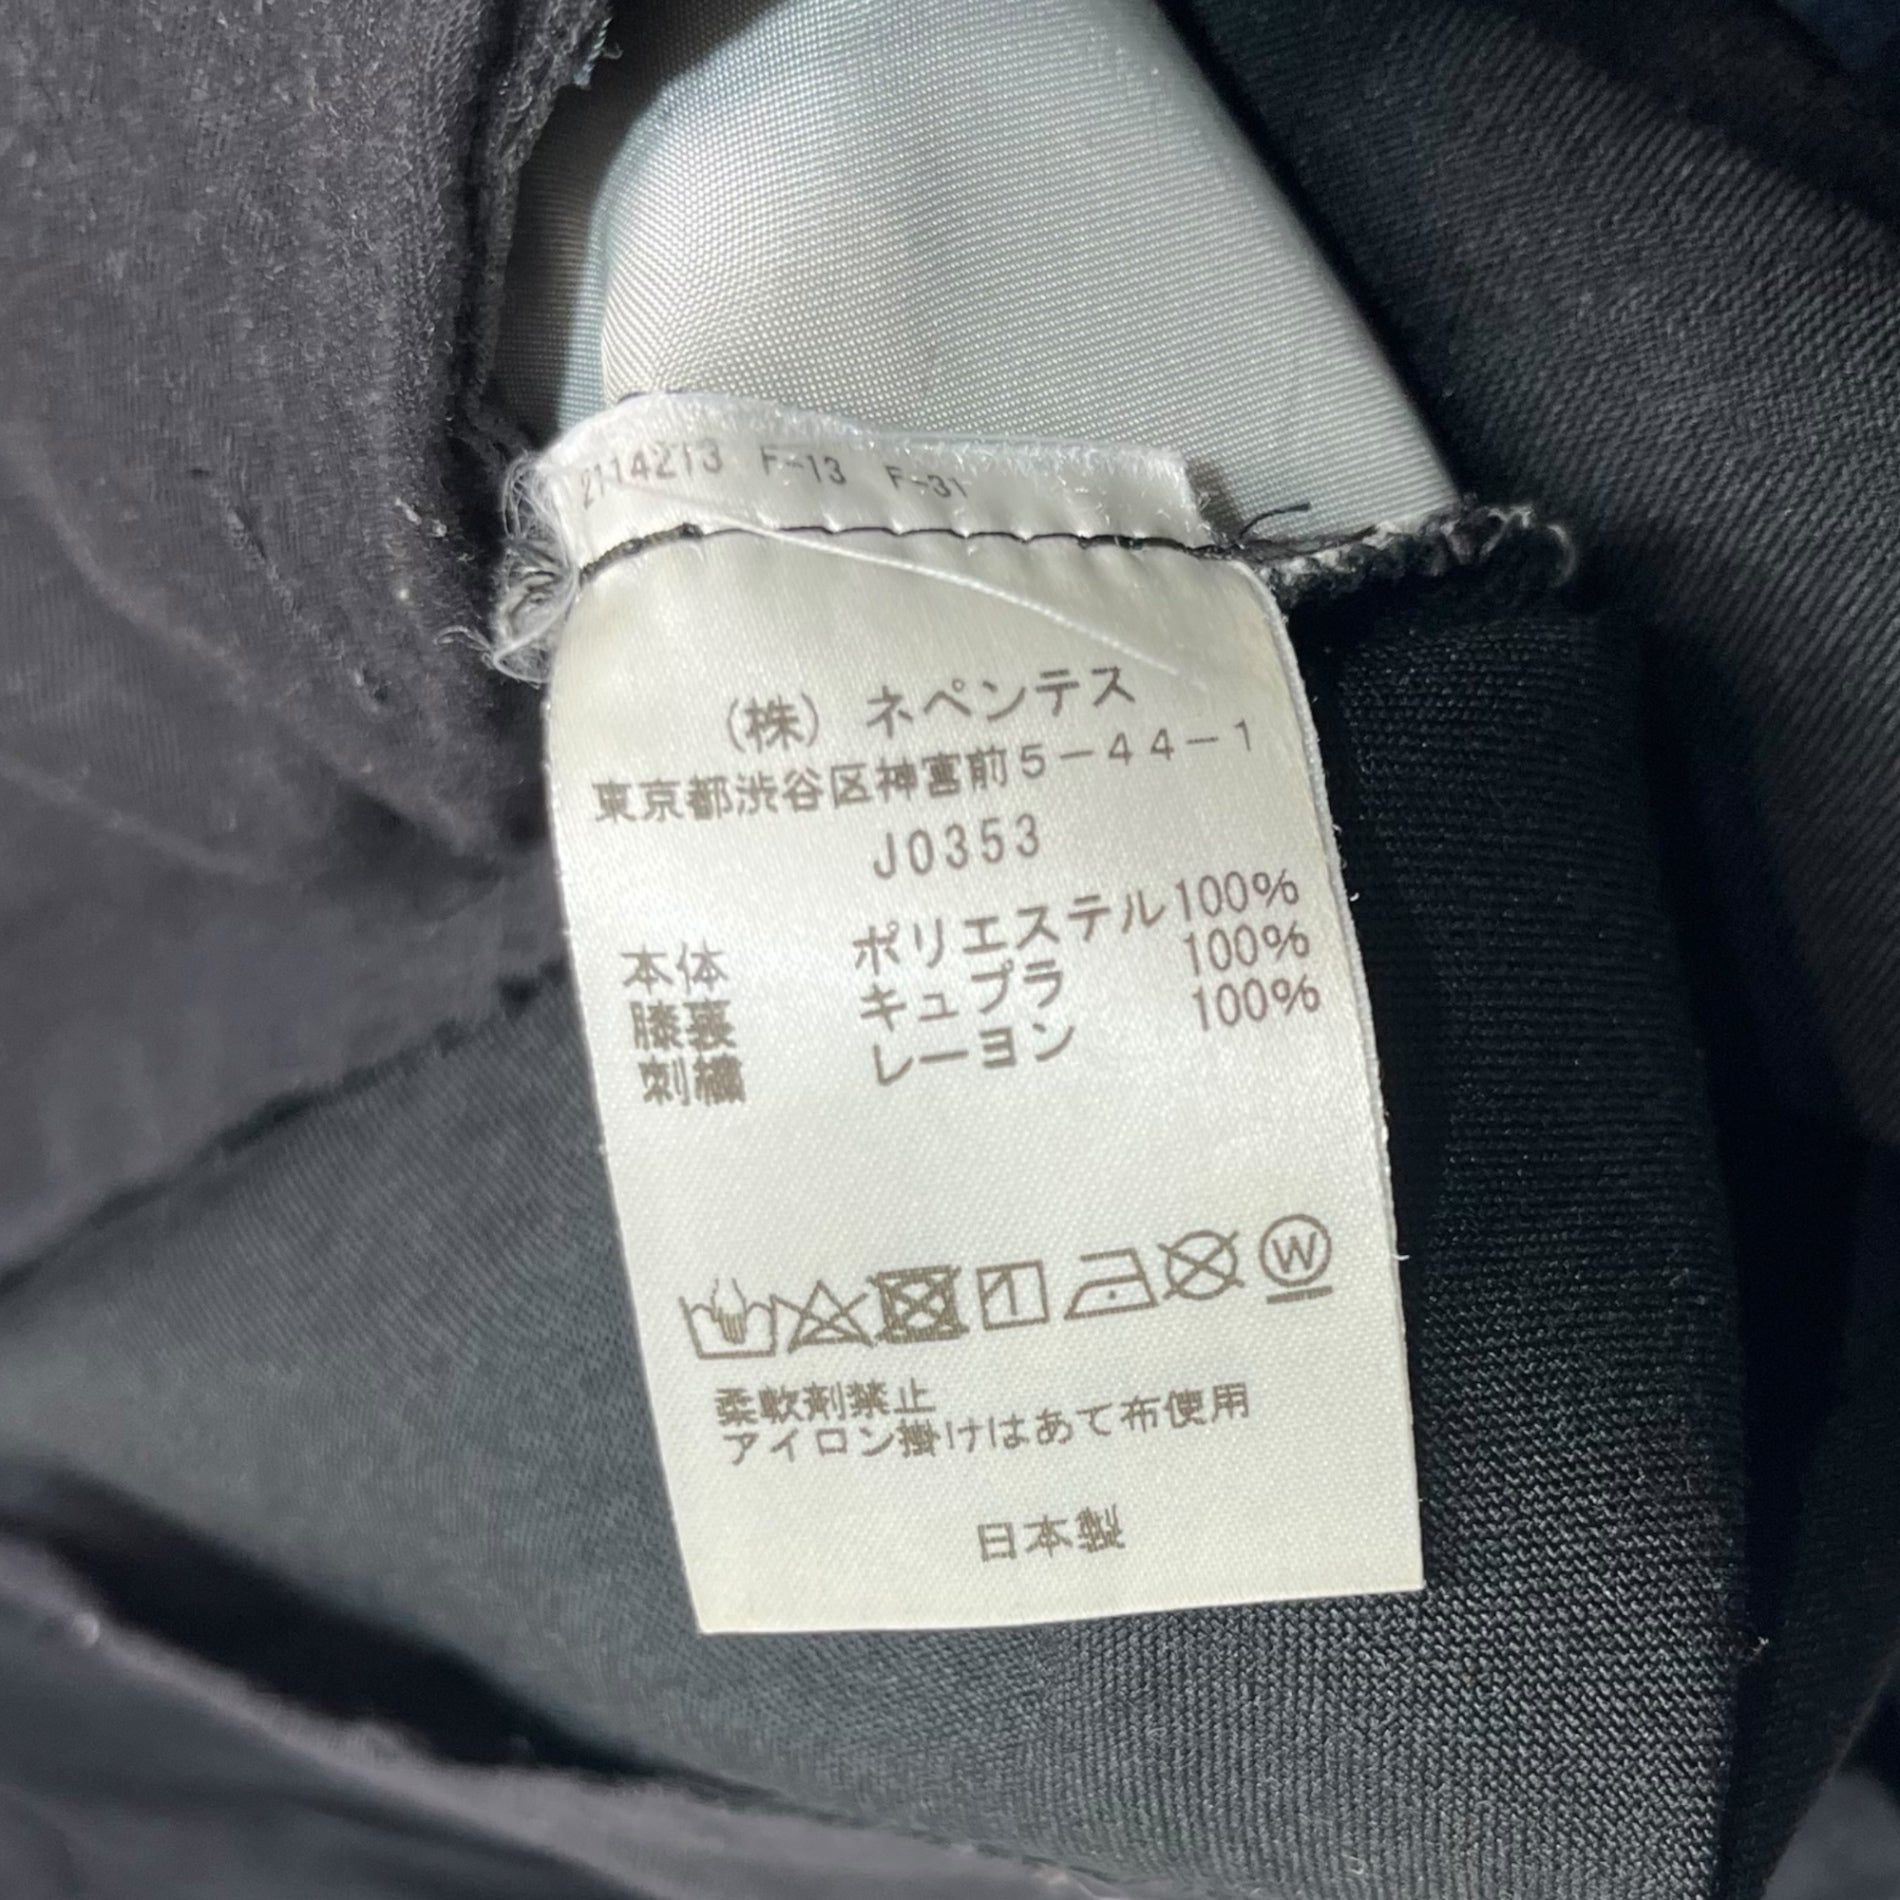 2114213 F-13 F-31
(株) ネペンテス
東京都渋谷区神宮前5-44-1
J0353
本体 ポリエステル100%
膝裏 キュプラ 100%
刺繍 レーヨン 100%
1
W
柔軟剤禁止
アイロン掛けはあて布使用
日本製